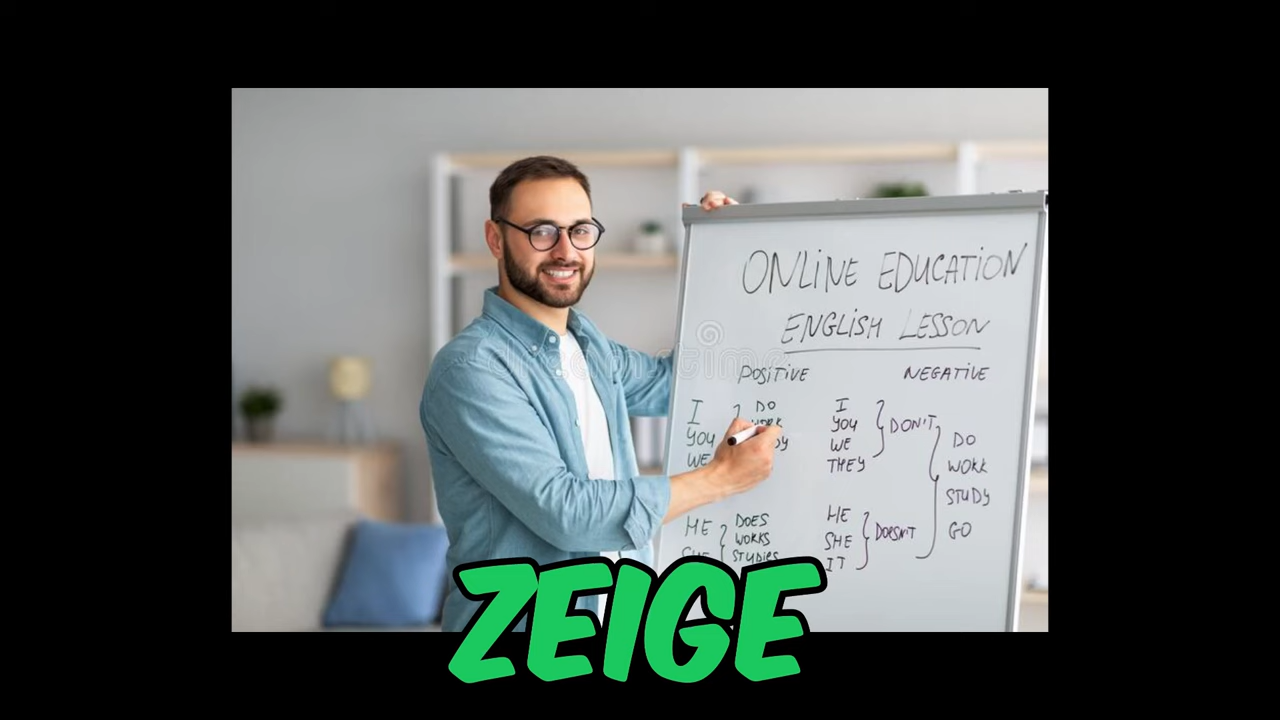 ONLINE EDUCATION
ENGLISH LESSON
POSITIVE NEGATIVE
I DO I
YOU YOU DON'T
WE WE DO
THEY WORK
STUDY
HE DOES HE GO
WORKS SHE DOESN'T
STUDIES IT
dreamstime
ZEIGE